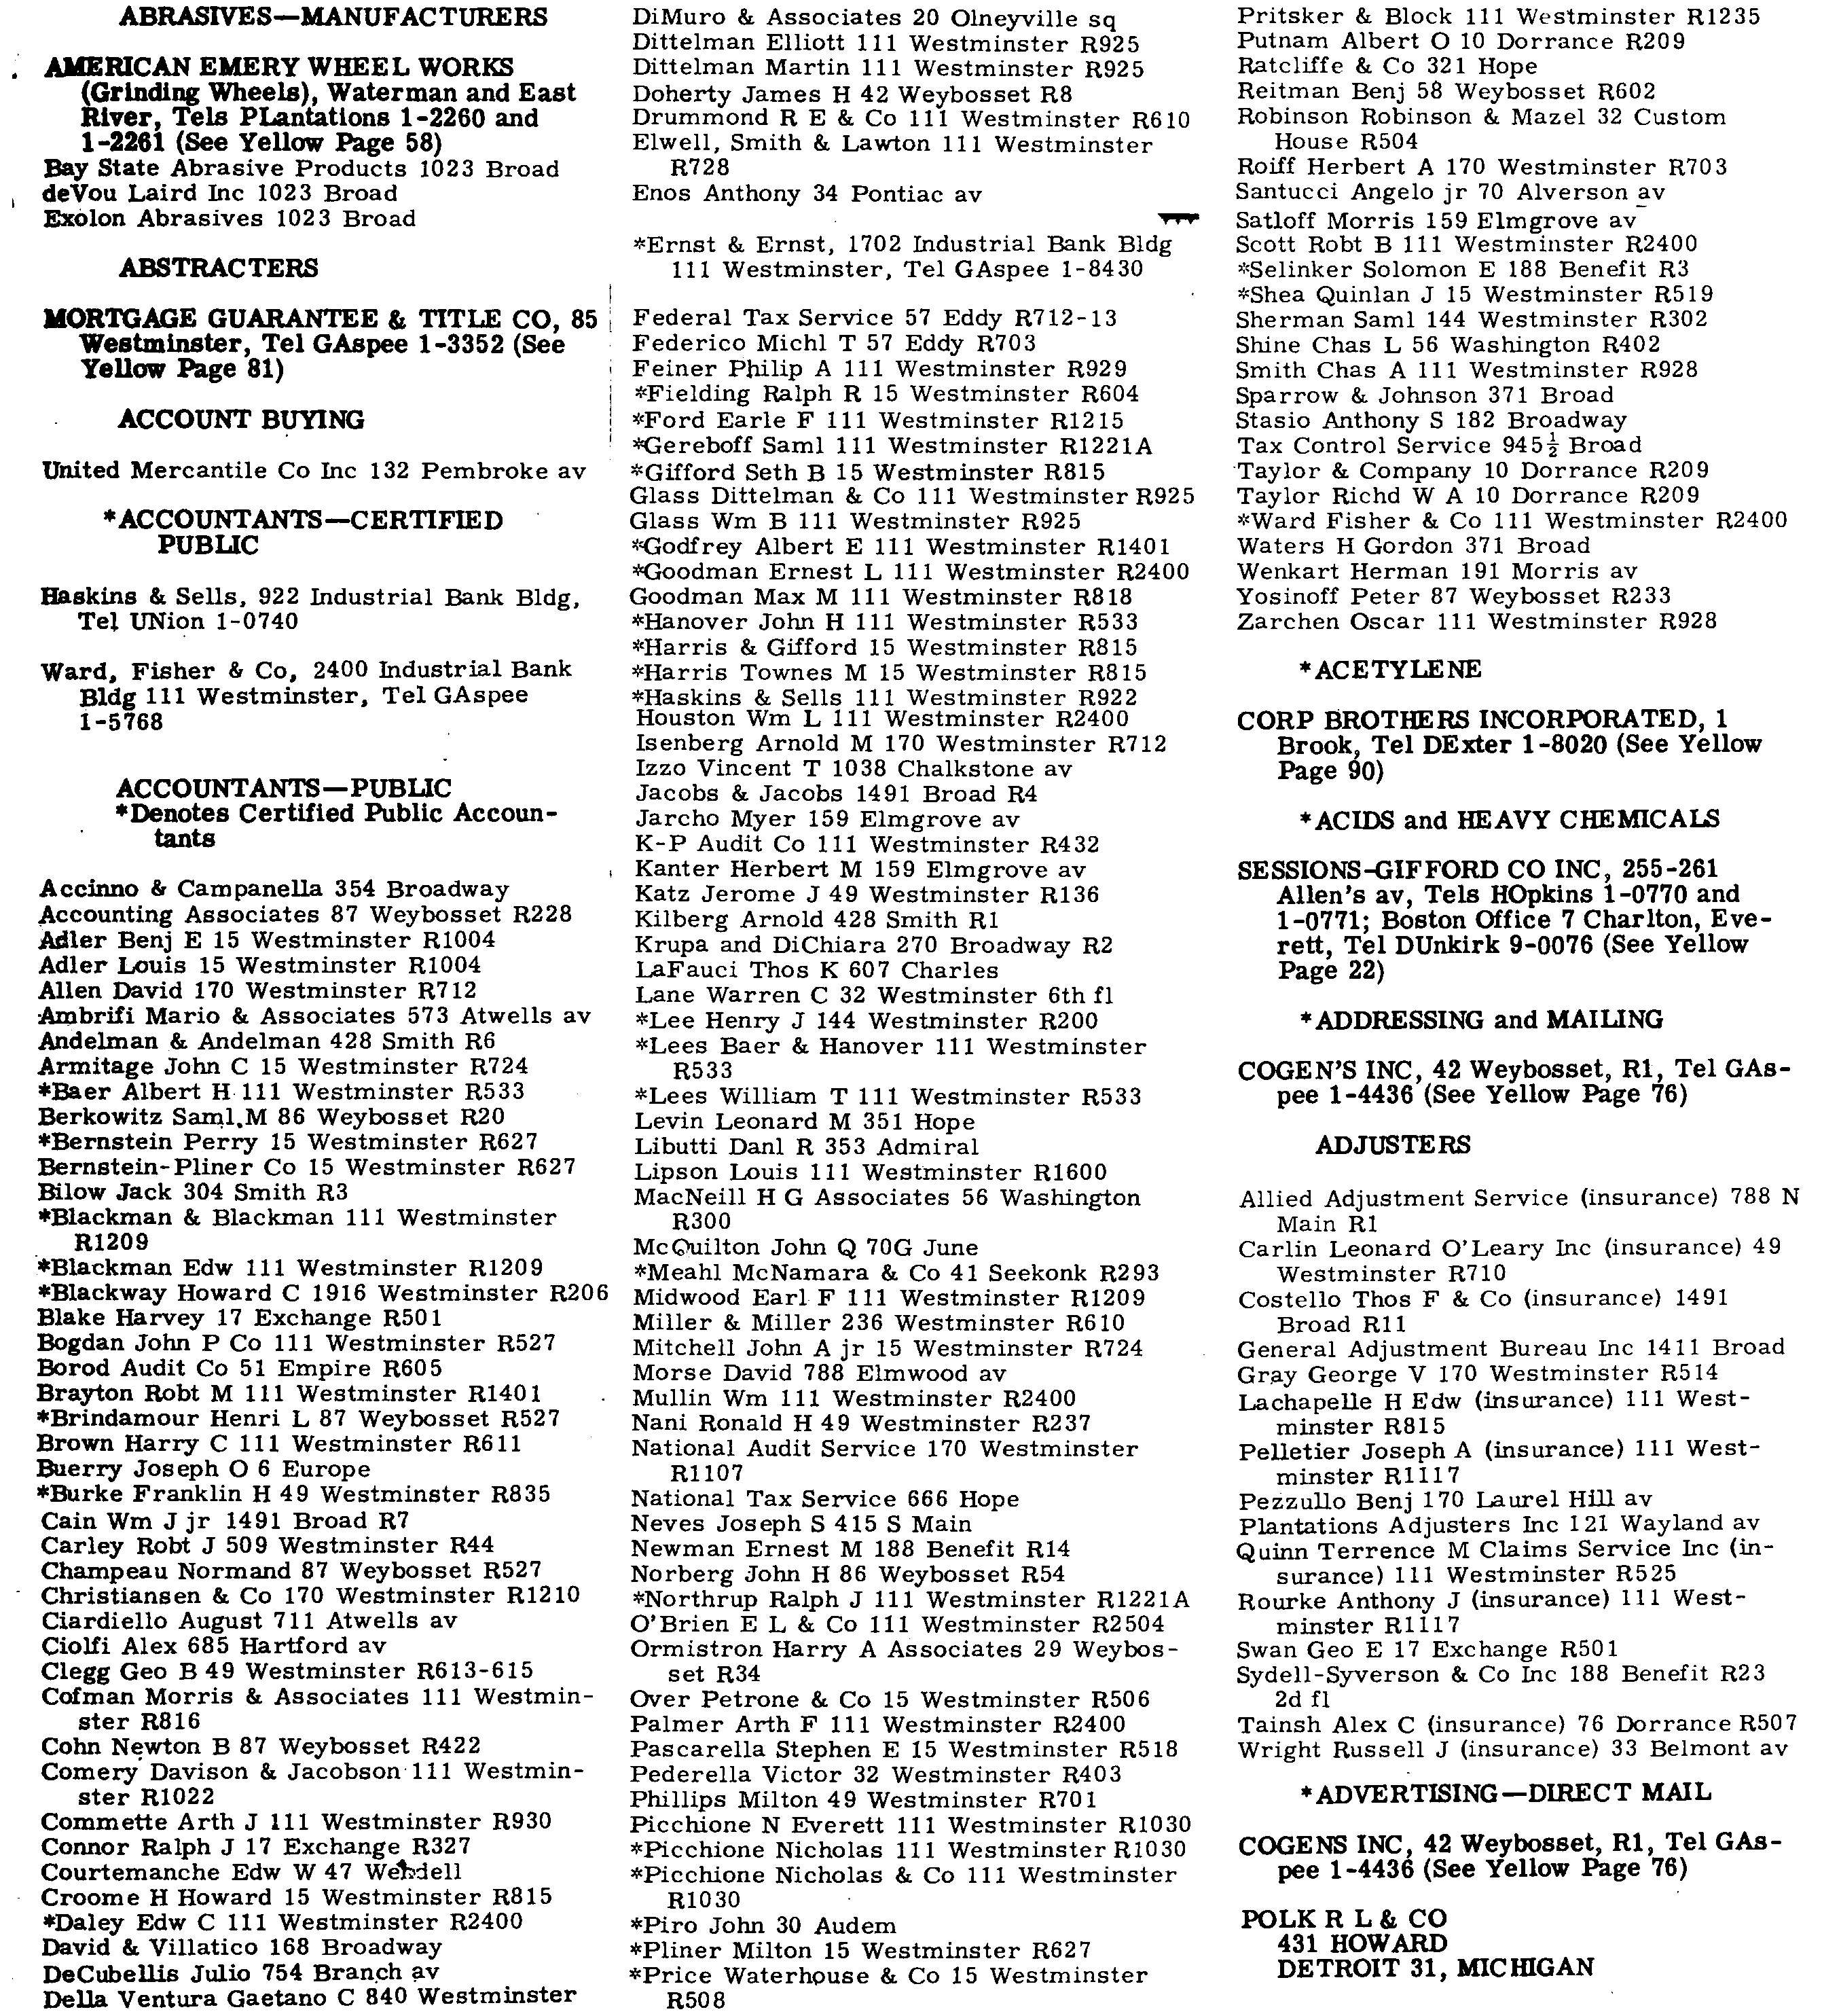 ABRASIVES—MANUFACTURERS
AMERICAN EMERY WHEEL WORKS
(Grinding Wheels), Waterman and East
River, Tels PLantations 1-2260 and
1-2261 (See Yellow Page 58)
Bay State Abrasive Products 1023 Broad
deVou Laird Inc 1023 Broad
Exolon Abrasives 1023 Broad
ABSTRACTERS
MORTGAGE GUARANTEE & TITLE CO, 85
Westminster, Tel GAspee 1-3352 (See
Yellow Page 81)
ACCOUNT BUYING
United Mercantile Co Inc 132 Pembroke av
*ACCOUNTANTS—CERTIFIED
PUBLIC
Haskins & Sells, 922 Industrial Bank Bldg,
Tel UNion 1-0740
Ward, Fisher & Co, 2400 Industrial Bank
Bldg 111 Westminster, Tel GAspee
1-5768
ACCOUNTANTS—PUBLIC
*Denotes Certified Public Accoun-
tants
Accinno & Campanella 354 Broadway
Accounting Associates 87 Weybosset R228
Adler Benj E 15 Westminster R1004
Adler Louis 15 Westminster R1004
Allen David 170 Westminster R712
Ambrifi Mario & Associates 573 Atwells av
Andelman & Andelman 428 Smith R6
Armitage John C 15 Westminster R724
*Baer Albert H 111 Westminster R533
Berkowitz Saml M 86 Weybosset R20
*Bernstein Perry 15 Westminster R627
Bernstein-Pliner Co 15 Westminster R627
Bilow Jack 304 Smith R3
*Blackman & Blackman 111 Westminster
R1209
*Blackman Edw 111 Westminster R1209
*Blackway Howard C 1916 Westminster R206
Blake Harvey 17 Exchange R501
Bogdan John P Co 111 Westminster R527
Borod Audit Co 51 Empire R605
Brayton Robt M 111 Westminster R1401
*Brindamour Henri L 87 Weybosset R527
Brown Harry C 111 Westminster R611
Buerry Joseph O 6 Europe
*Burke Franklin H 49 Westminster R835
Cain Wm J jr 1491 Broad R7
Carley Robt J 509 Westminster R44
Champeau Normand 87 Weybosset R527
Christiansen & Co 170 Westminster R1210
Ciardiello August 711 Atwells av
Ciolfi Alex 685 Hartford av
Clegg Geo B 49 Westminster R613-615
Cofman Morris & Associates 111 Westmin-
ster R816
Cohn Newton B 87 Weybosset R422
Comery Davison & Jacobson 111 Westmin-
ster R1022
Commette Arth J 111 Westminster R930
Connor Ralph J 17 Exchange R327
Courtemanche Edw W 47
Croome H Howard 15 Westminster R815
*Daley Edw C 111 Westminster R2400
David & Villatico 168 Broadway
DeCubellis Julio 754 Branch av
Della Ventura Gaetano C 840 Westminster
DiMuro & Associates 20 Olneyville sq
Dittelman Elliott 111 Westminster R925
Dittelman Martin 111 Westminster R925
Doherty James H 42 Weybosset R8
Drummond R E & Co 111 Westminster R610
Elwell, Smith & Lawton 111 Westminster
R728
Enos Anthony 34 Pontiac av
*Ernst & Ernst, 1702 Industrial Bank Bldg
111 Westminster, Tel GAspee 1-8430
Federal Tax Service 57 Eddy R712-13
Federico Michl T 57 Eddy R703
Feiner Philip A 111 Westminster R929
*Fielding Ralph R 15 Westminster R604
*Ford Earle F 111 Westminster R1215
*Gereboff Saml 111 Westminster R1221A
*Gifford Seth B 15 Westminster R815
Glass Dittelman & Co 111 Westminster R925
Glass Wm B 111 Westminster R925
*Godfrey Albert E 111 Westminster R1401
*Goodman Ernest L 111 Westminster R2400
Goodman Max M 111 Westminster R818
*Hanover John H 111 Westminster R533
*Harris & Gifford 15 Westminster R815
*Harris Townes M 15 Westminster R815
*Haskins & Sells 111 Westminster R922
Houston Wm L 111 Westminster R2400
Isenberg Arnold M 170 Westminster R712
Izzo Vincent T 1038 Chalkstone av
Jacobs & Jacobs 1491 Broad R4
Jarcho Myer 159 Elmgrove av
K-P Audit Co 111 Westminster R432
Kanter Herbert M 159 Elmgrove av
Katz Jerome J 49 Westminster R136
Kilberg Arnold 428 Smith R1
Krupa and DiChiara 270 Broadway R2
LaFauci Thos K 607 Charles
Lane Warren C 32 Westminster 6th fl
*Lee Henry J 144 Westminster R200
*Lees Baer & Hanover 111 Westminster
R533
*Lees William T 111 Westminster R533
Levin Leonard M 351 Hope
Libutti Danl R 353 Admiral
Lipson Louis 111 Westminster R1600
MacNeill H G Associates 56 Washington
R300
McQuilton John Q 70G June
*Meahl McNamara & Co 41 Seekonk R293
Midwood Earl F 111 Westminster R1209
Miller & Miller 236 Westminster R610
Mitchell John A jr 15 Westminster R724
Morse David 788 Elmwood av
Mullin Wm 111 Westminster R2400
Nani Ronald H 49 Westminster R237
National Audit Service 170 Westminster
R1107
National Tax Service 666 Hope
Neves Joseph S 415 S Main
Newman Ernest M 188 Benefit R14
Norberg John H 86 Weybosset R54
*Northrup Ralph J 111 Westminster R1221A
O'Brien E L & Co 111 Westminster R2504
Ormistron Harry A Associates 29 Weybos-
set R34
Over Petrone & Co 15 Westminster R506
Palmer Arth F 111 Westminster R2400
Pascarella Stephen E 15 Westminster R518
Pederella Victor 32 Westminster R403
Phillips Milton 49 Westminster R701
Picchione N Everett 111 Westminster R1030
*Picchione Nicholas 111 Westminster R1030
*Picchione Nicholas & Co 111 Westminster
R1030
*Piro John 30 Audem
*Pliner Milton 15 Westminster R627
*Price Waterhouse & Co 15 Westminster
R508
Pritsker & Block 111 Westminster R1235
Putnam Albert O 10 Dorrance R209
Ratcliffe & Co 321 Hope
Reitman Benj 58 Weybosset R602
Robinson Robinson & Mazel 32 Custom
House R504
Roiff Herbert A 170 Westminster R703
Santucci Angelo jr 70 Alverson av
Satloff Morris 159 Elmgrove av
Scott Robt B 111 Westminster R2400
*Selinker Solomon E 188 Benefit R3
*Shea Quinlan J 15 Westminster R519
Sherman Saml 144 Westminster R302
Shine Chas L 56 Washington R402
Smith Chas A 111 Westminster R928
Sparrow & Johnson 371 Broad
Stasio Anthony S 182 Broadway
Tax Control Service 945½ Broad
Taylor & Company 10 Dorrance R209
Taylor Richd W A 10 Dorrance R209
*Ward Fisher & Co 111 Westminster R2400
Waters H Gordon 371 Broad
Wenkart Herman 191 Morris av
Yosinoff Peter 87 Weybosset R233
Zarchen Oscar 111 Westminster R928
*ACETYLENE
CORP BROTHERS INCORPORATED, 1
Brook, Tel DExter 1-8020 (See Yellow
Page 90)
*ACIDS and HEAVY CHEMICALS
SESSIONS-GIFFORD CO INC, 255-261
Allen's av, Tels HOpkins 1-0770 and
1-0771; Boston Office 7 Charlton, Eve-
rett, Tel DUnkirk 9-0076 (See Yellow
Page 22)
*ADDRESSING and MAILING
COGEN'S INC, 42 Weybosset, R1, Tel GAs-
pee 1-4436 (See Yellow Page 76)
ADJUSTERS
Allied Adjustment Service (insurance) 788 N
Main R1
Carlin Leonard O'Leary Inc (insurance) 49
Westminster R710
Costello Thos F & Co (insurance) 1491
Broad R11
General Adjustment Bureau Inc 1411 Broad
Gray George V 170 Westminster R514
Lachapelle H Edw (insurance) 111 West-
minster R815
Pelletier Joseph A (insurance) 111 West-
minster R1117
Pezzullo Benj 170 Laurel Hill av
Plantations Adjusters Inc 121 Wayland av
Quinn Terrence M Claims Service Inc (in-
surance) 111 Westminster R525
Rourke Anthony J (insurance) 111 West-
minster R1117
Swan Geo E 17 Exchange R501
Sydell-Syverson & Co Inc 188 Benefit R23
2d fl
Tainsh Alex C (insurance) 76 Dorrance R507
Wright Russell J (insurance) 33 Belmont av
*ADVERTISING—DIRECT MAIL
COGENS INC, 42 Weybosset, R1, Tel GAs-
pee 1-4436 (See Yellow Page 76)
POLK R L & CO
431 HOWARD
DETROIT 31, MICHIGAN